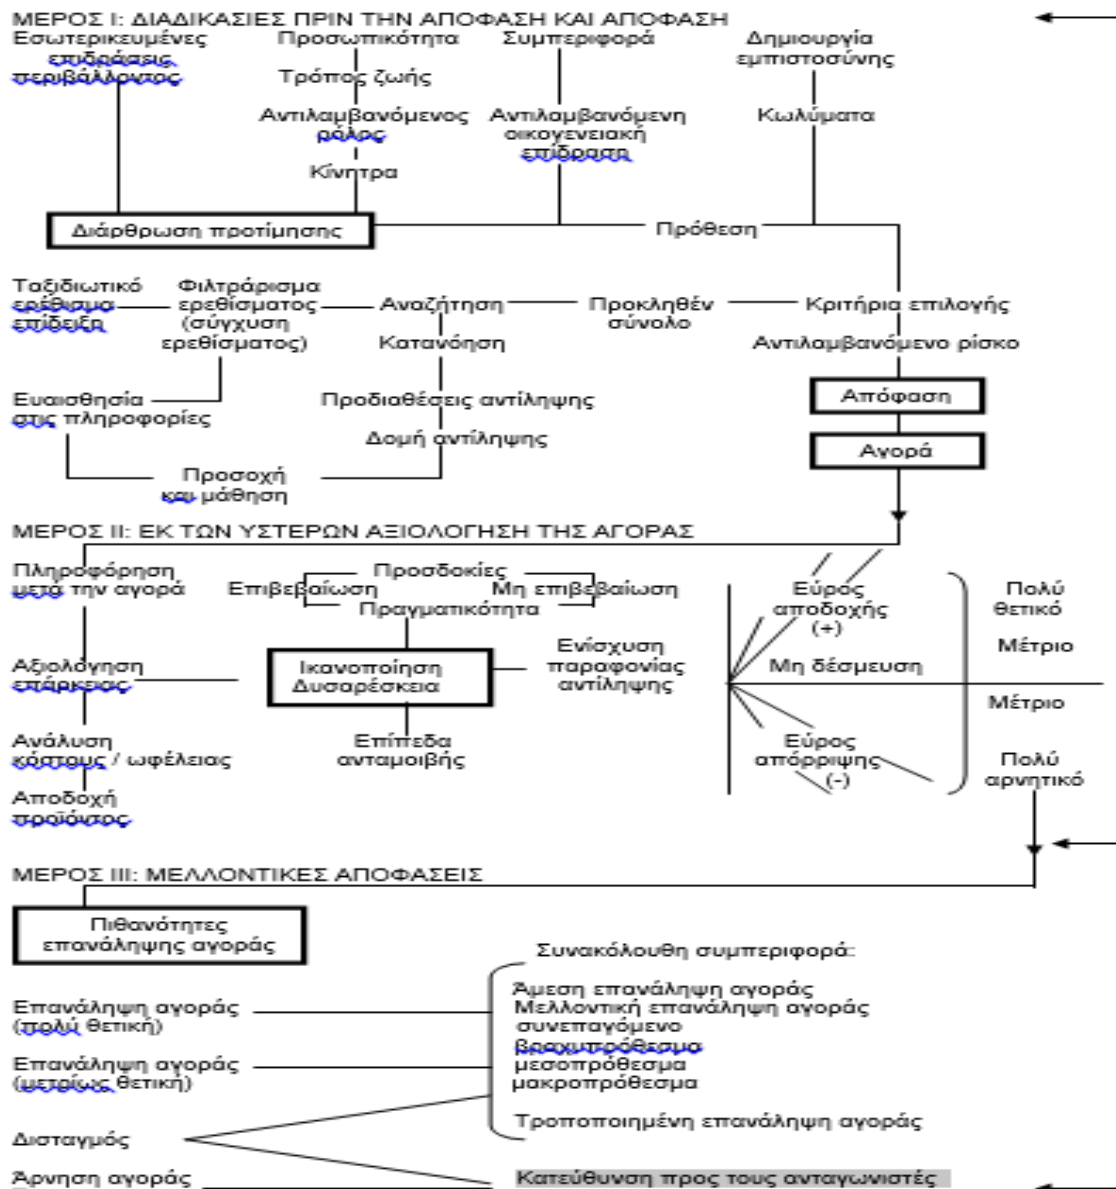 ΜΕΡΟΣ Ι: ΔΙΑΔΙΚΑΣΙΕΣ ΠΡΙΝ ΤΗΝ ΑΠΟΦΑΣΗ ΚΑΙ ΑΠΟΦΑΣΗ
Εσωτερικευμένες
επιδράσεις
περιβάλλοντος
Προσωπικότητα
Τρόπος ζωής
Αντιλαμβανόμενος
ρόλος
Κίνητρα
Συμπεριφορά
Αντιλαμβανόμενη
οικογενειακή
επίδραση
Δημιουργία
εμπιστοσύνης
Κωλύματα
Διάρθρωση προτίμησης
Πρόθεση
Ταξιδιωτικό
ερέθισμα
επίδειξη
Φιλτράρισμα
ερεθίσματος
(σύγχυση
ερεθίσματος)
Αναζήτηση
Κατανόηση
Προκληθέν
σύνολο
Κριτήρια επιλογής
Αντιλαμβανόμενο ρίσκο
Απόφαση
Αγορά
Ευαισθησία
στις πληροφορίες
Προδιαθέσεις αντίληψης
Δομή αντίληψης
Προσοχή
και μάθηση
ΜΕΡΟΣ ΙΙ: ΕΚ ΤΩΝ ΥΣΤΕΡΩΝ ΑΞΙΟΛΟΓΗΣΗ ΤΗΣ ΑΓΟΡΑΣ
Πληροφόρηση
μετά την αγορά
Προσδοκίες
Επιβεβαίωση
Μη επιβεβαίωση
Πραγματικότητα
Αξιολόγηση
επάρκειας
Ικανοποίηση
Δυσαρέσκεια
Ενίσχυση
παραφονίας
αντίληψης
Ανάλυση
κόστους / ωφέλειας
Επίπεδα
ανταμοιβής
Αποδοχή
προϊόντος
Εύρος
αποδοχής
(+)
Μη δέσμευση
Εύρος
απόρριψης
(-)
Πολύ
θετικό
Μέτριο
Μέτριο
Πολύ
αρνητικό
ΜΕΡΟΣ ΙΙΙ: ΜΕΛΛΟΝΤΙΚΕΣ ΑΠΟΦΑΣΕΙΣ
Πιθανότητες
επανάληψης αγοράς
Συνακόλουθη συμπεριφορά:
Επανάληψη αγοράς
(πολύ θετική)
Επανάληψη αγοράς
(μετρίως θετική)
Δισταγμός
Άρνηση αγοράς
Άμεση επανάληψη αγοράς
Μελλοντική επανάληψη αγοράς
συνεπαγόμενο
βραχυπρόθεσμα
μεσοπρόθεσμα
μακροπρόθεσμα
Τροποποιημένη επανάληψη αγοράς
Κατεύθυνση προς τους ανταγωνιστές